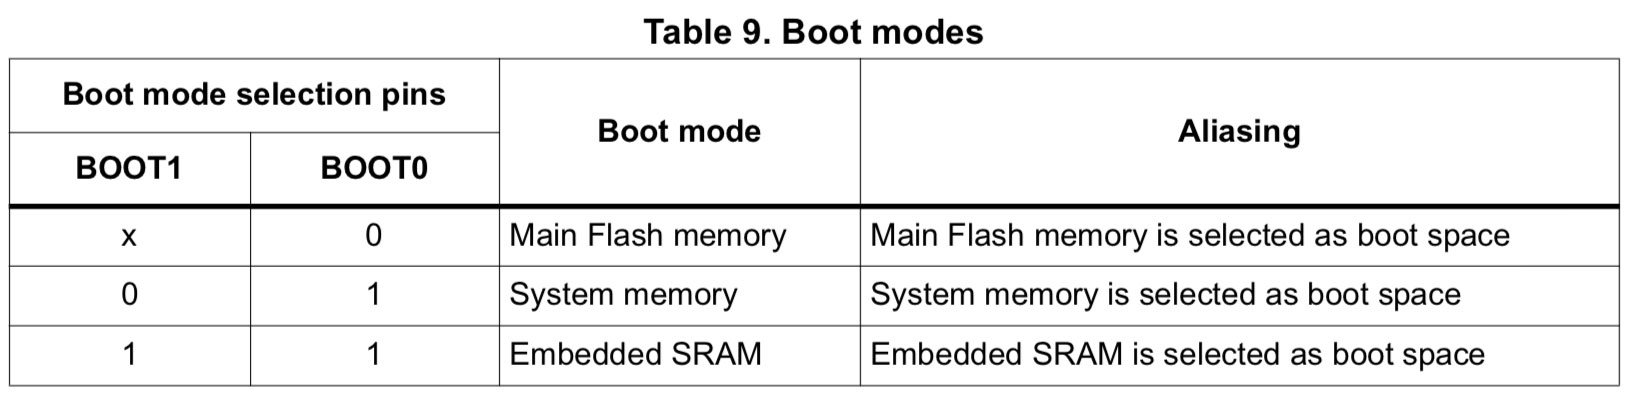 Table 9. Boot modes
Boot mode selection pins Boot mode Aliasing
BOOT1 BOOT0
x 0 Main Flash memory Main Flash memory is selected as boot space
0 1 System memory System memory is selected as boot space
1 1 Embedded SRAM Embedded SRAM is selected as boot space